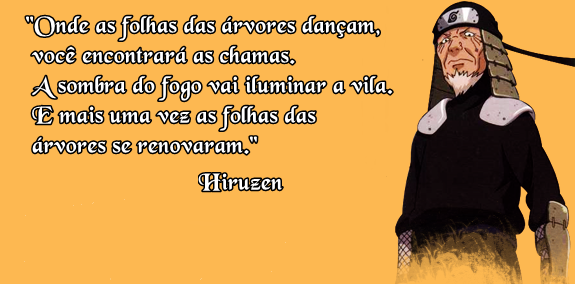 "Onde as folhas das árvores dançam,
você encontrará as chamas.
A sombra do fogo vai iluminar a vila.
E mais uma vez as folhas das
árvores se renovaram."
Hiruzen